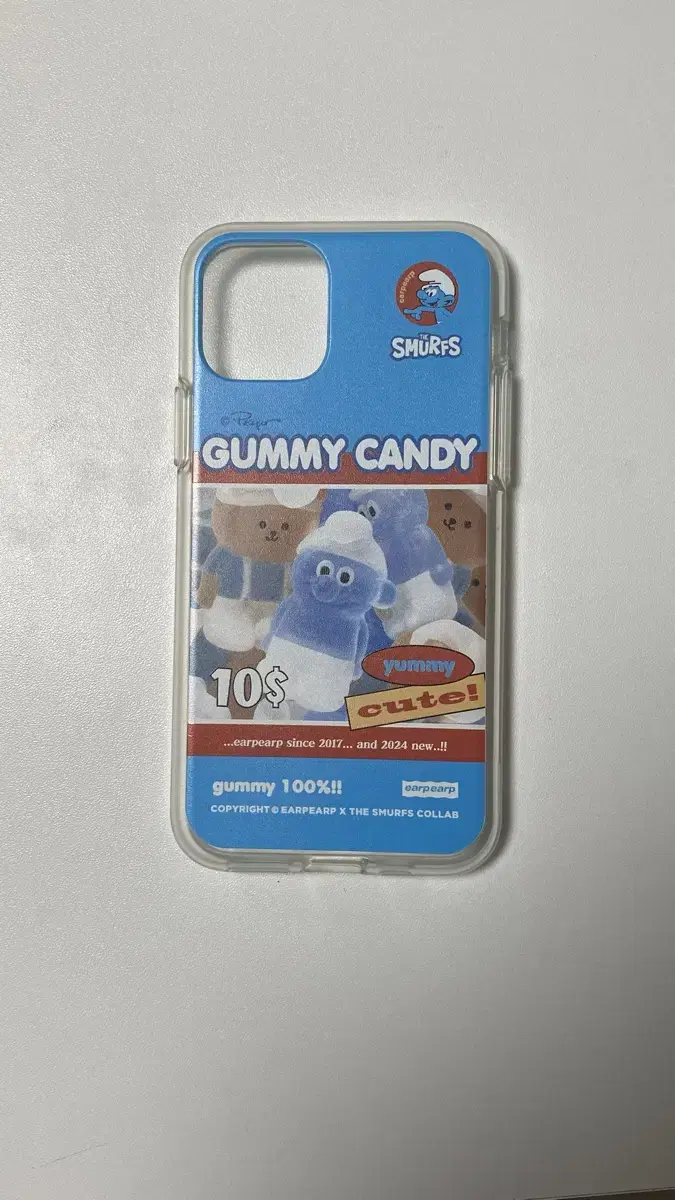 earpearp
THE
SMURFS
© Peyo
GUMMY CANDY
10$
yummy
cute!
...earpearp since 2017... and 2024 new..!!
gummy 100%!!
earpearp
COPYRIGHT © EARPEARP X THE SMURFS COLLAB